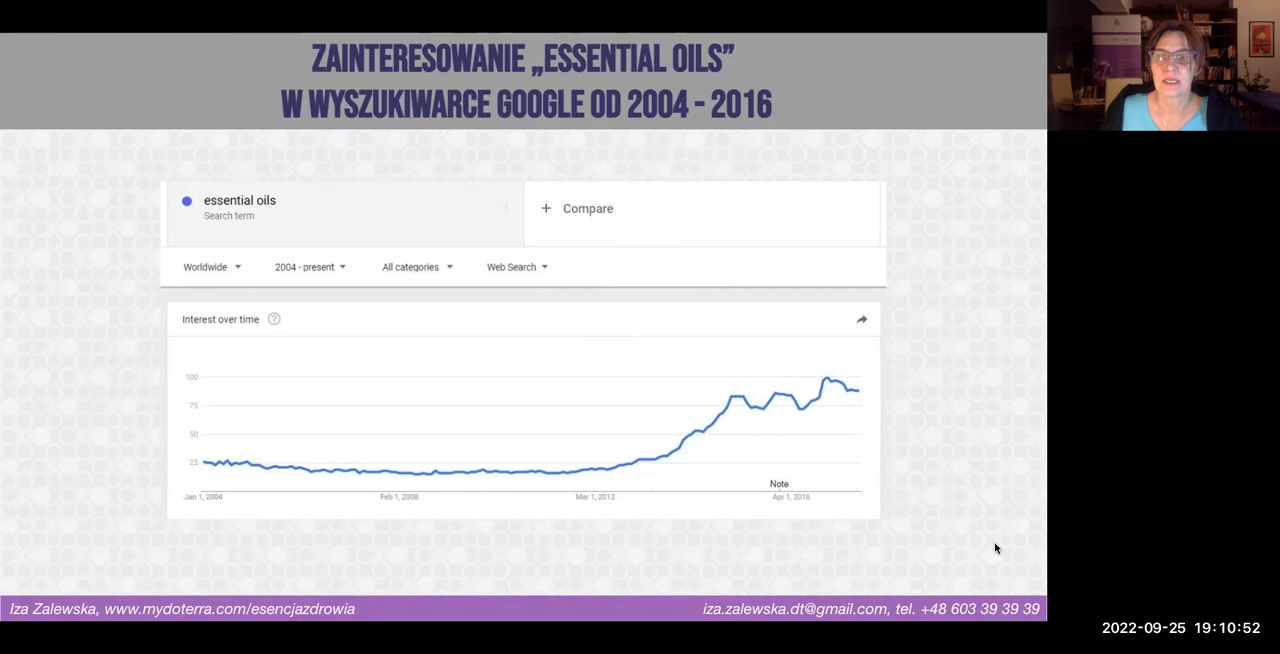 ZAINTERESOWANIE „ESSENTIAL OILS”
W WYSZUKIWARCE GOOGLE OD 2004 - 2016
essential oils
Search term
+ Compare
Worldwide
2004 - present
All categories
Web Search
Interest over time ?
100
75
50
25
Note
Jan 1, 2004
Feb 1, 2008
Mar 1, 2012
Apr 1, 2016
Iza Zalewska, www.mydoterra.com/esencjazdrowia
iza.zalewska.dt@gmail.com, tel. +48 603 39 39 39
2022-09-25 19:10:52